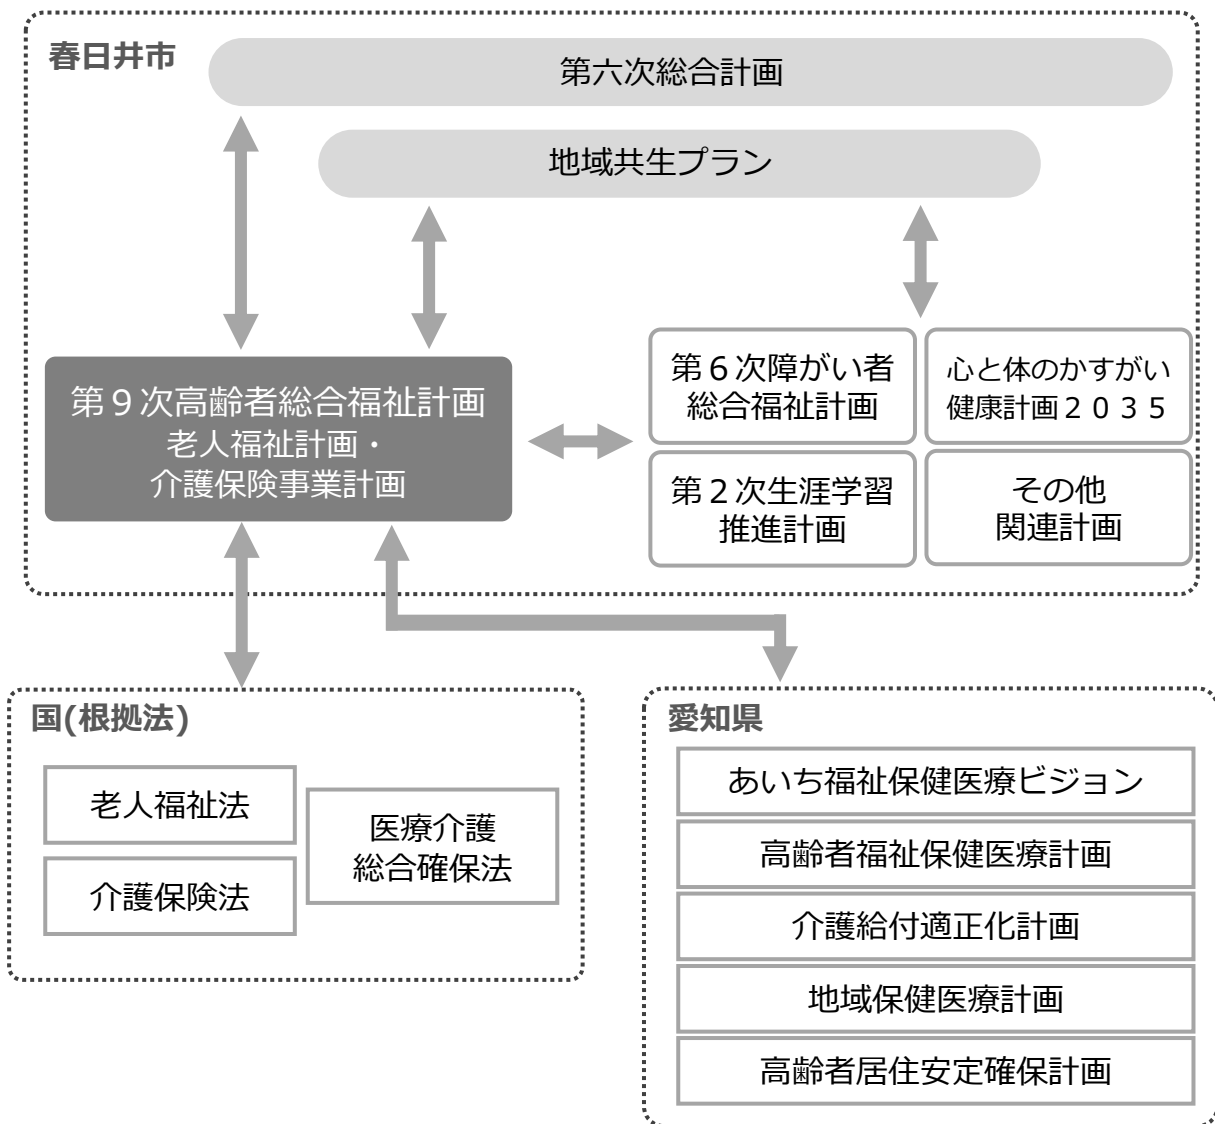 春日井市
第六次総合計画
地域共生プラン
第９次高齢者総合福祉計画
老人福祉計画・
介護保険事業計画
第６次障がい者
総合福祉計画
心と体のかすがい
健康計画２０３５
第２次生涯学習
推進計画
その他
関連計画
国(根拠法)
老人福祉法
介護保険法
医療介護
総合確保法
愛知県
あいち福祉保健医療ビジョン
高齢者福祉保健医療計画
介護給付適正化計画
地域保健医療計画
高齢者居住安定確保計画